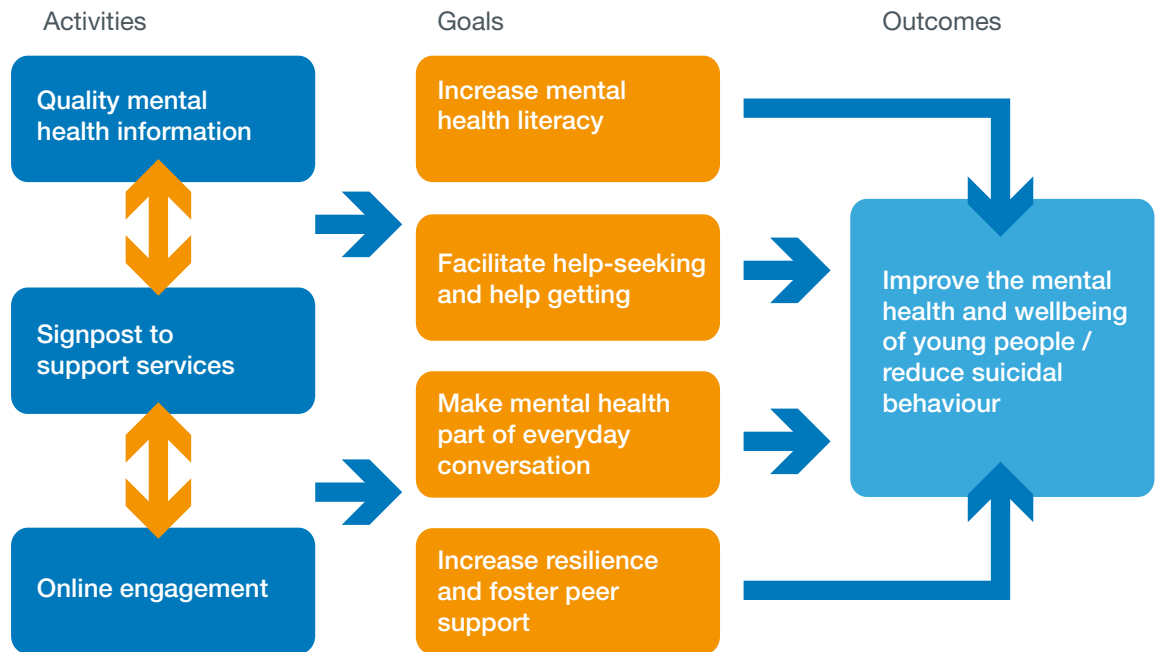 Activities
Goals
Outcomes
Quality mental
health information
Signpost to
support services
Online engagement
Increase mental
health literacy
Facilitate help-seeking
and help getting
Make mental health
part of everyday
conversation
Increase resilience
and foster peer
support
Improve the mental
health and wellbeing
of young people /
reduce suicidal
behaviour